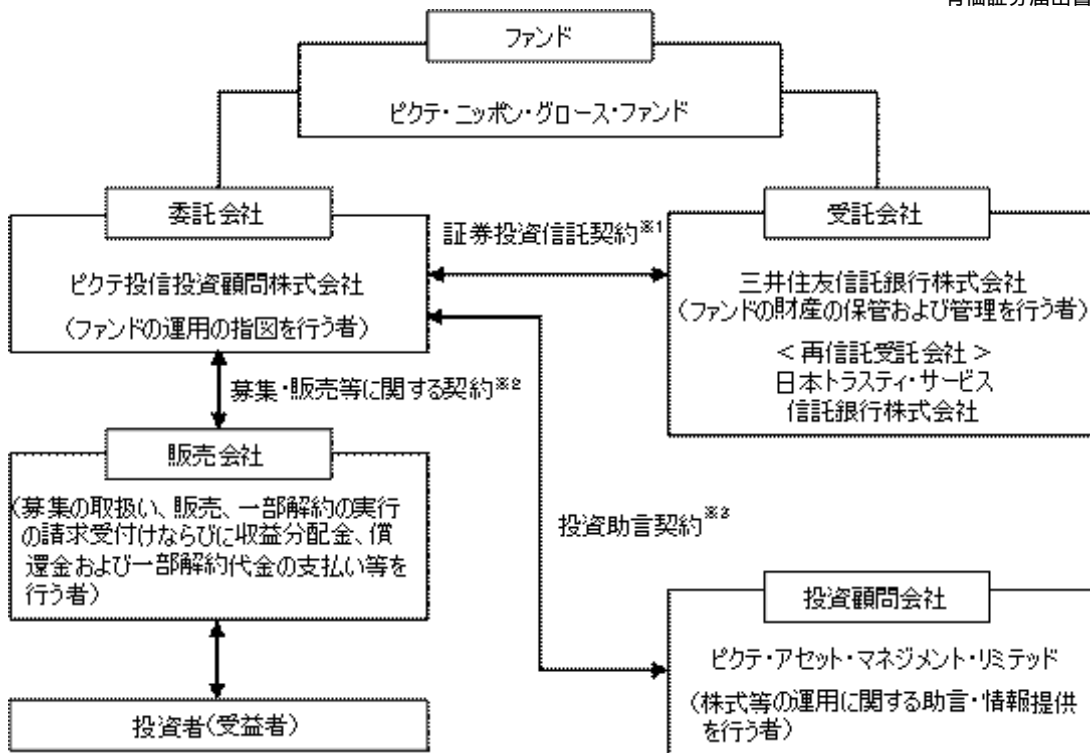 有価証券届出書
ファンド
ピクテ・ニッポン・グロース・ファンド
委託会社
ピクテ投信投資顧問株式会社
(ファンドの運用の指図を行う者)
証券投資信託契約※1
受託会社
三井住友信託銀行株式会社
(ファンドの財産の保管および管理を行う者)
<再信託受託会社>
日本トラスティ・サービス
信託銀行株式会社
募集・販売等に関する契約※2
販売会社
(募集の取扱い、販売、一部解約の実行
の請求受付けならびに収益分配金、償
還金および一部解約代金の支払い等を
行う者)
投資助言契約※3
投資顧問会社
ピクテ・アセット・マネジメント・リミテッド
(株式等の運用に関する助言・情報提供
を行う者)
投資者(受益者)